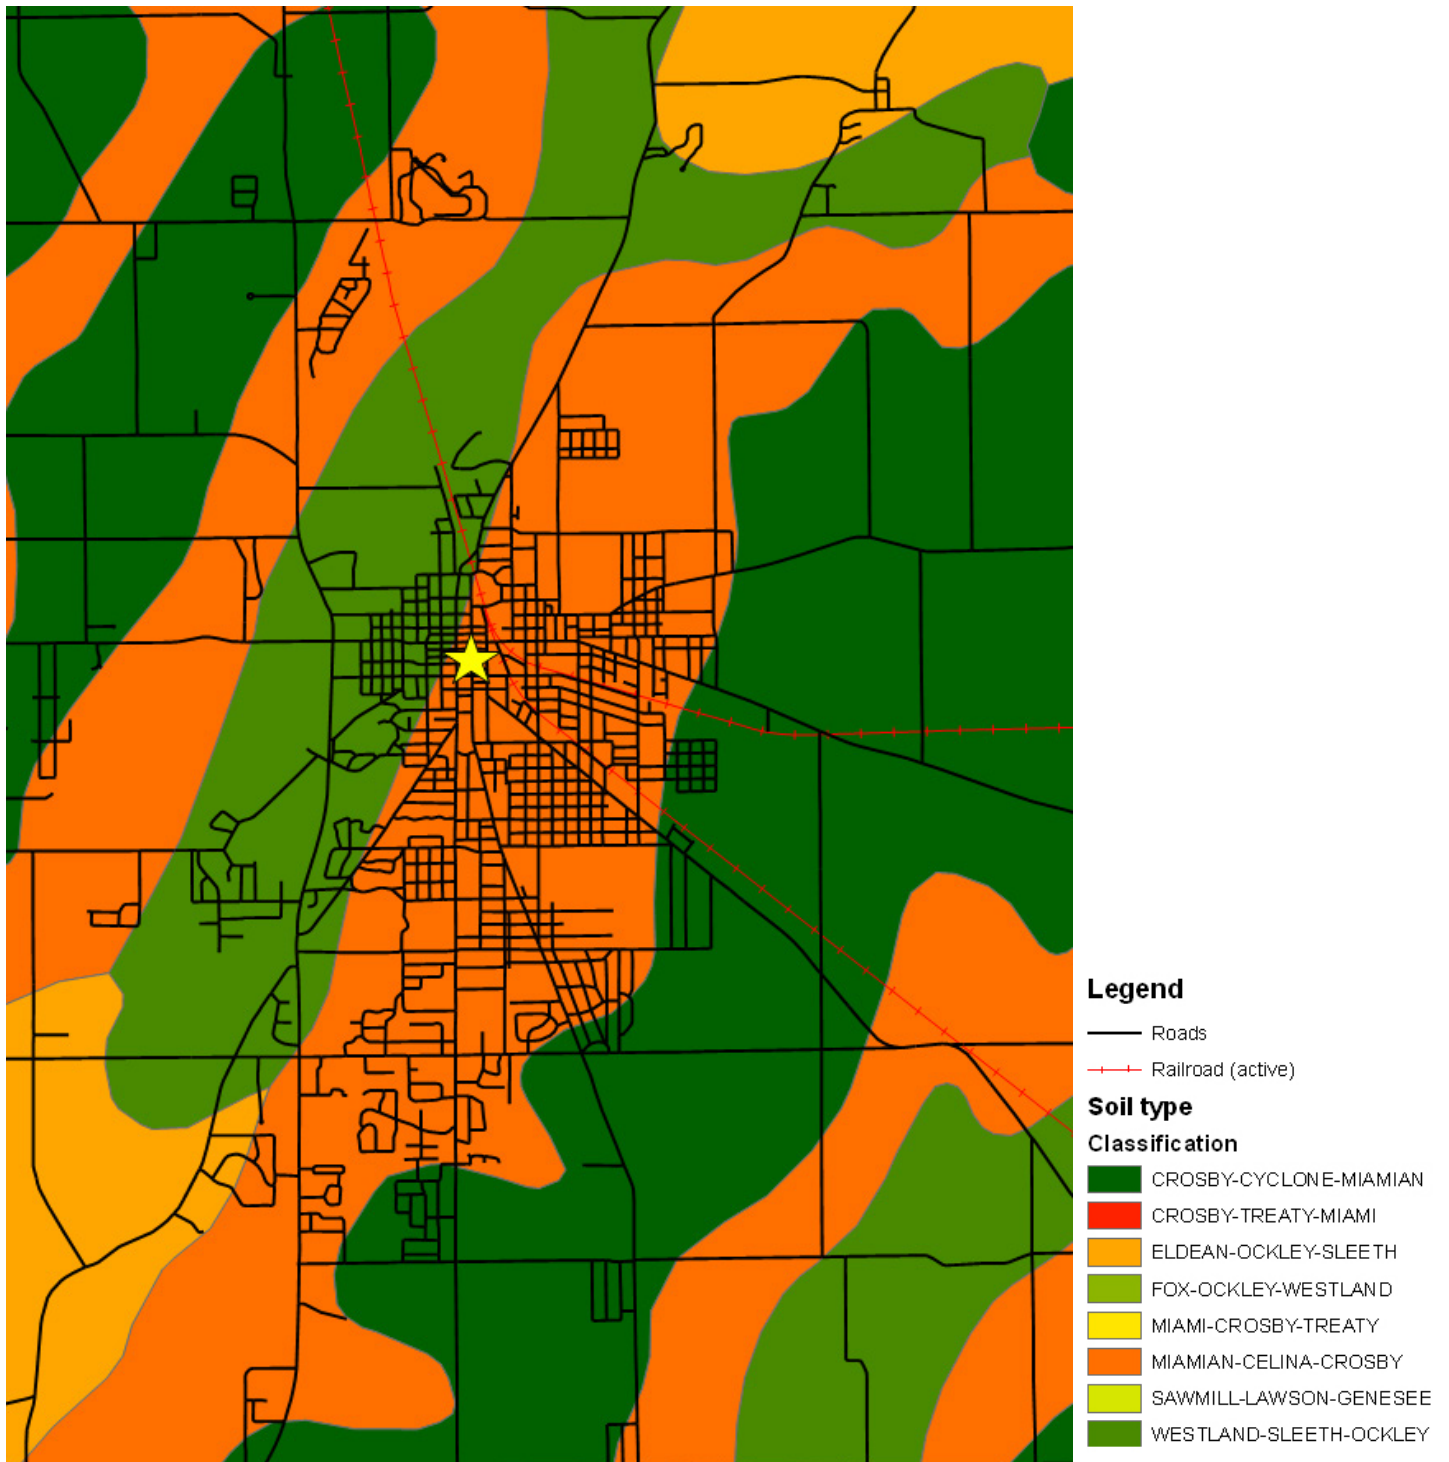 Legend
Roads
Railroad (active)
Soil type
Classification
CROSBY-CYCLONE-MIAMIAN
CROSBY-TREATY-MIAMI
ELDEAN-OCKLEY-SLEETH
FOX-OCKLEY-WESTLAND
MIAMI-CROSBY-TREATY
MIAMIAN-CELINA-CROSBY
SAWMILL-LAWSON-GENESEE
WESTLAND-SLEETH-OCKLEY